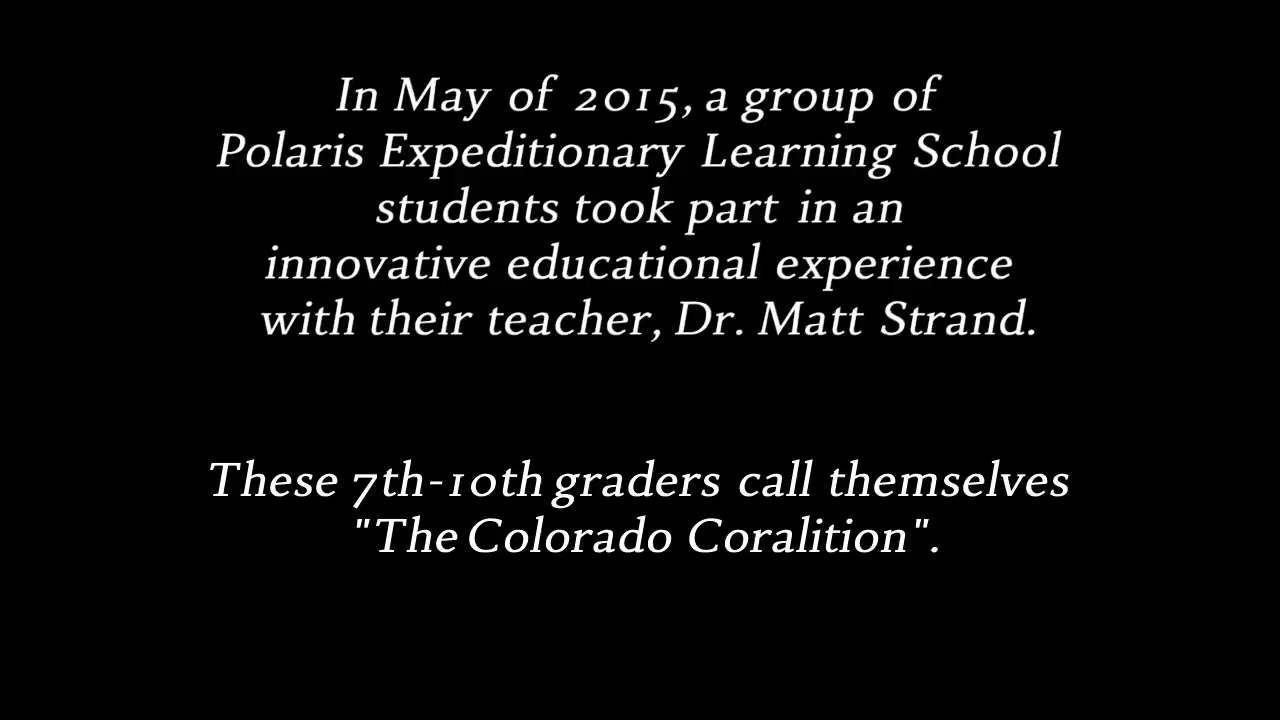 In May of 2015, a group of
Polaris Expeditionary Learning School
students took part in an
innovative educational experience
with their teacher, Dr. Matt Strand.
These 7th-10th graders call themselves
"The Colorado Coralition".